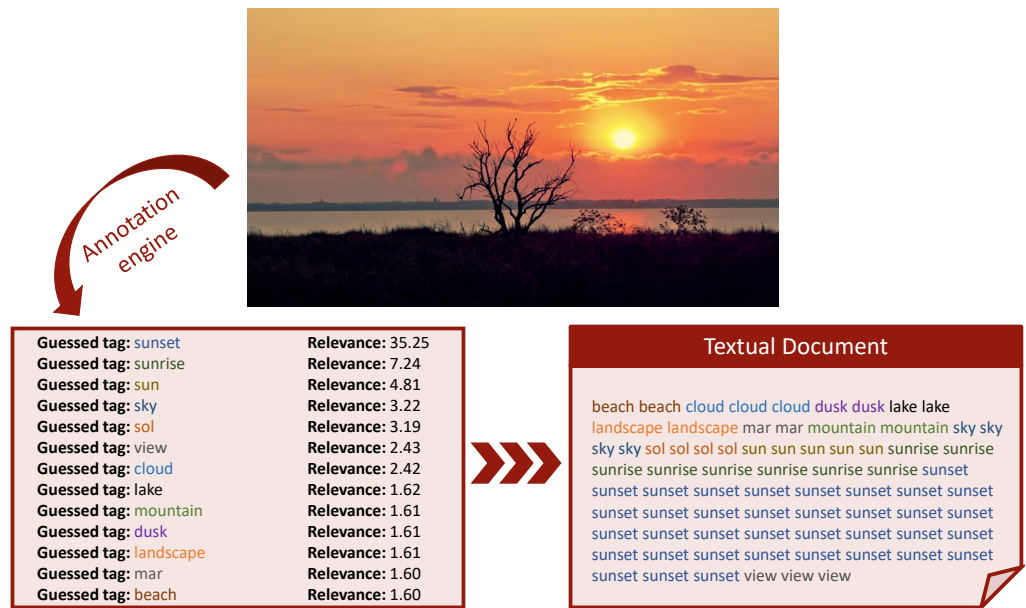 Annotation
engine
Guessed tag: sunset Relevance: 35.25
Guessed tag: sunrise Relevance: 7.24
Guessed tag: sun Relevance: 4.81
Guessed tag: sky Relevance: 3.22
Guessed tag: sol Relevance: 3.19
Guessed tag: view Relevance: 2.43
Guessed tag: cloud Relevance: 2.42
Guessed tag: lake Relevance: 1.62
Guessed tag: mountain Relevance: 1.61
Guessed tag: dusk Relevance: 1.61
Guessed tag: landscape Relevance: 1.61
Guessed tag: mar Relevance: 1.60
Guessed tag: beach Relevance: 1.60
Textual Document
beach beach cloud cloud cloud dusk dusk lake lake
landscape landscape mar mar mountain mountain sky sky
sky sky sol sol sol sol sun sun sun sun sun sunrise sunrise
sunrise sunrise sunrise sunrise sunrise sunrise sunset
sunset sunset sunset sunset sunset sunset sunset sunset
sunset sunset sunset sunset sunset sunset sunset sunset
sunset sunset sunset sunset sunset sunset sunset sunset
sunset sunset sunset sunset sunset sunset sunset sunset
sunset sunset sunset view view view